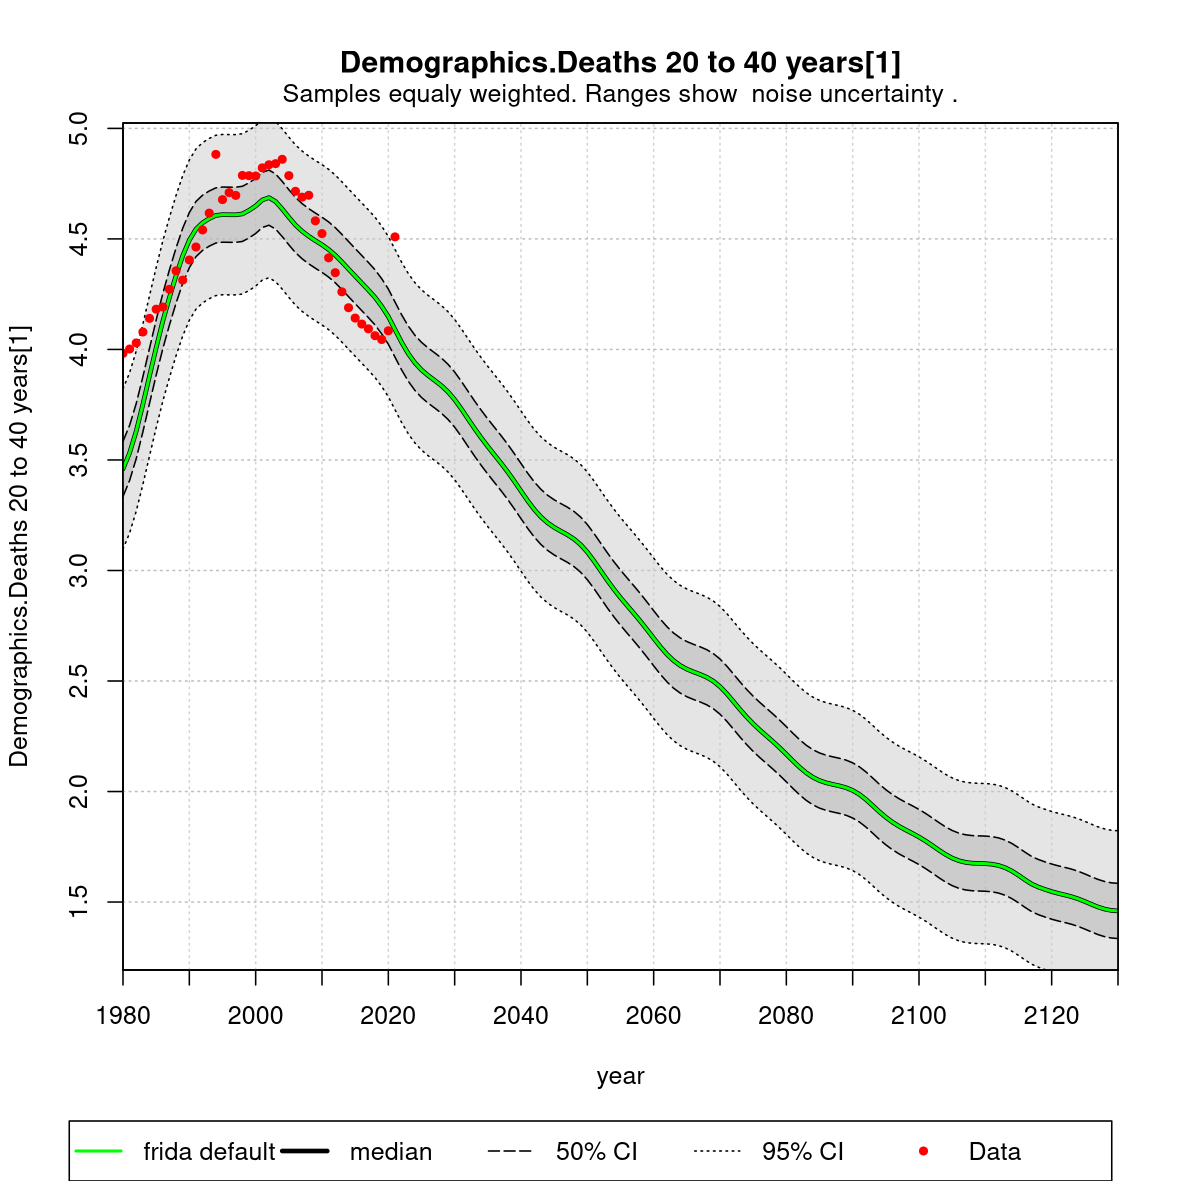 Demographics.Deaths 20 to 40 years[1]
Samples equaly weighted. Ranges show  noise uncertainty .
Demographics.Deaths 20 to 40 years[1]
5.0
4.5
4.0
3.5
3.0
2.5
2.0
1.5
1980 2000 2020 2040 2060 2080 2100 2120
year
frida default median 50% CI 95% CI Data